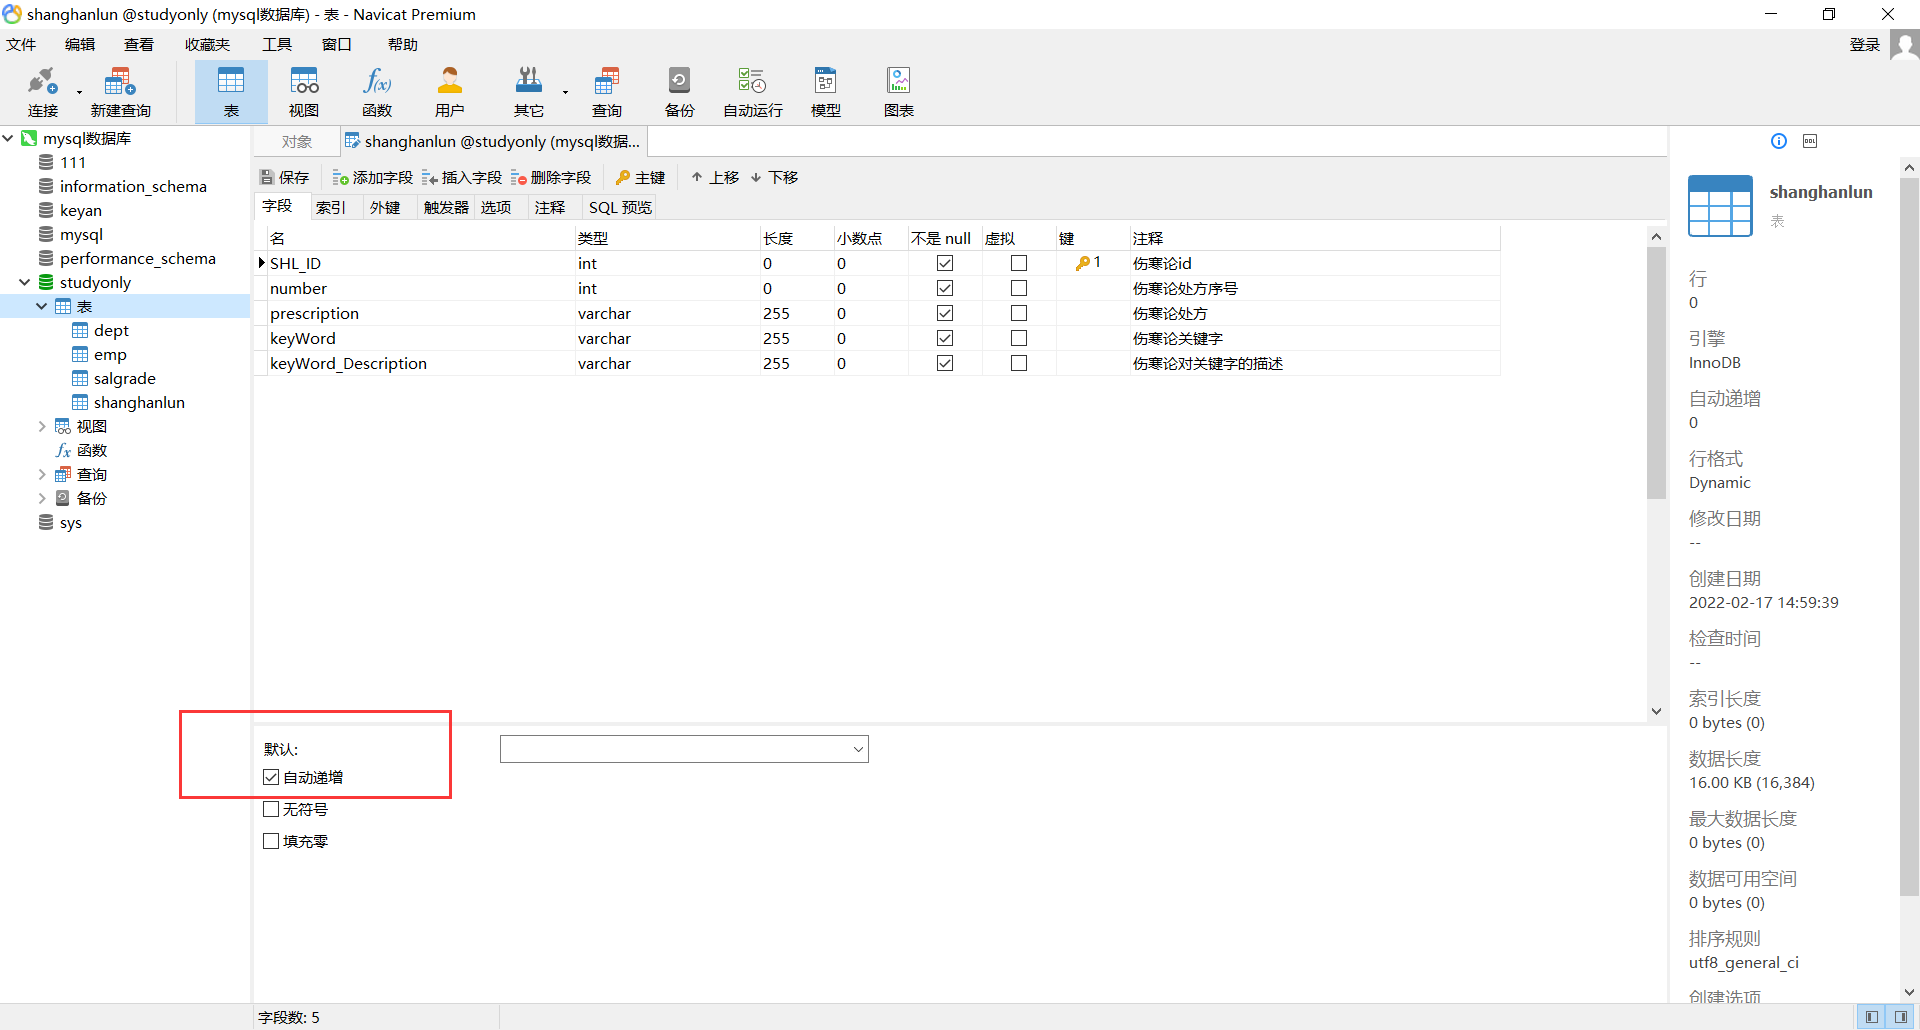 shanghanlun @studyonly (mysql数据库) - 表 - Navicat Premium
文件 编辑 查看 收藏夹 工具 窗口 帮助 登录
连接 新建查询 表 视图 函数 用户 其它 查询 备份 自动运行 模型 图表
mysql数据库
111
information_schema
keyan
mysql
performance_schema
studyonly
表
dept
emp
salgrade
shanghanlun
视图
函数
查询
备份
sys
对象 shanghanlun @studyonly (mysql数据...
保存 添加字段 插入字段 删除字段 主键 上移 下移
字段 索引 外键 触发器 选项 注释 SQL 预览
名 类型 长度 小数点 不是 null 虚拟 键 注释
SHL_ID int 0 0 1 伤寒论id
number int 0 0 伤寒论处方序号
prescription varchar 255 0 伤寒论处方
keyWord varchar 255 0 伤寒论关键字
keyWord_Description varchar 255 0 伤寒论对关键字的描述
默认:
自动递增
无符号
填充零
DDL
shanghanlun
表
行
0
引擎
InnoDB
自动递增
0
行格式
Dynamic
修改日期
--
创建日期
2022-02-17 14:59:39
检查时间
--
索引长度
0 bytes (0)
数据长度
16.00 KB (16,384)
最大数据长度
0 bytes (0)
数据可用空间
0 bytes (0)
排序规则
utf8_general_ci
创建选项
字段数: 5